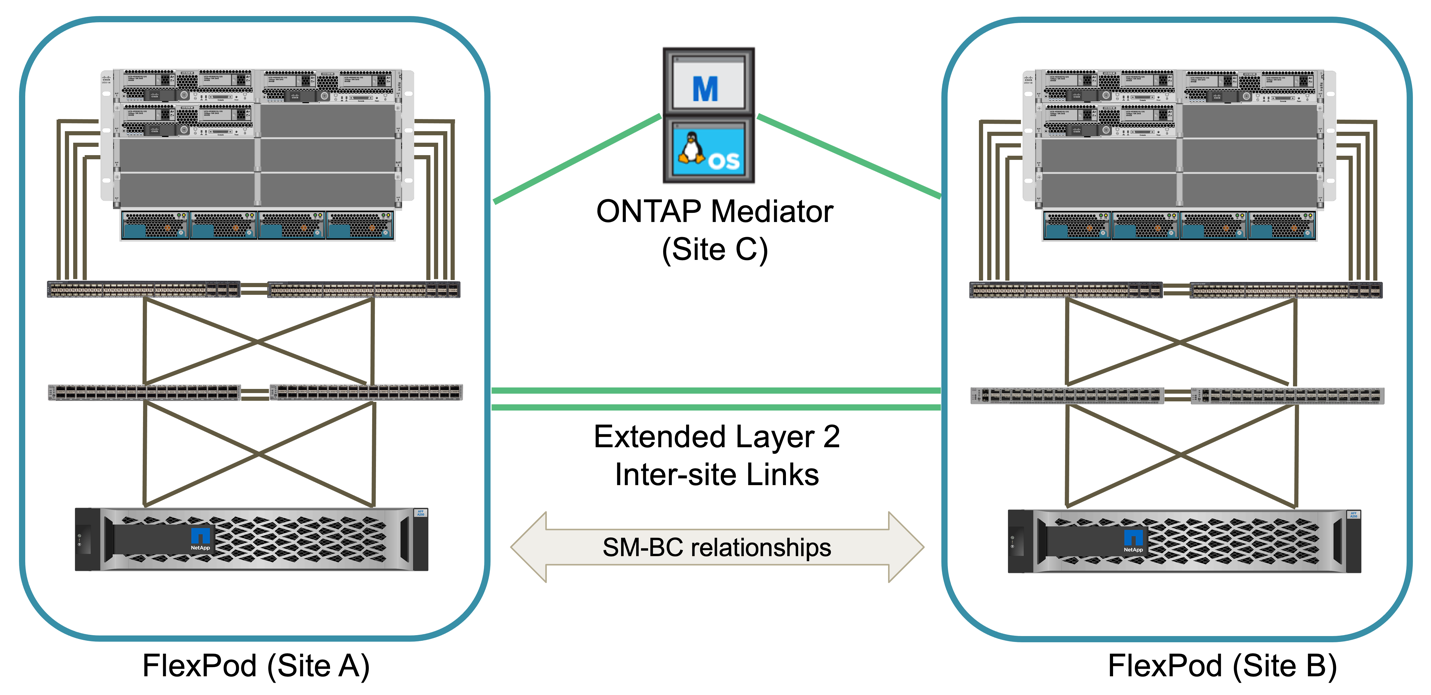 M
OS
ONTAP Mediator
(Site C)
Extended Layer 2
Inter-site Links
SM-BC relationships
NetApp
NetApp
FlexPod (Site A)
FlexPod (Site B)